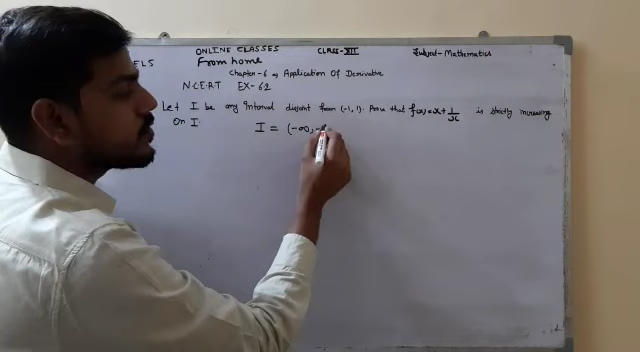 ONLINE CLASSES CLASS-XII Subject-Mathematics
ELS From home
Chapter-6, Application Of Derivative
N.C.E.R.T EX-6.2
Let I be any interval disjoint from (-1,1). Prove that f(x)=x+1/x is strictly increasing
On I.
I = (-∞, -